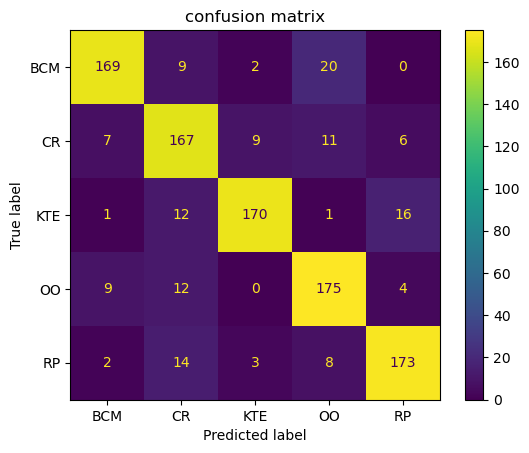 confusion matrix
BCM 169 9 2 20 0
CR 7 167 9 11 6
KTE 1 12 170 1 16
OO 9 12 0 175 4
RP 2 14 3 8 173
BCM CR KTE OO RP
Predicted label
True label
160
140
120
100
80
60
40
20
0